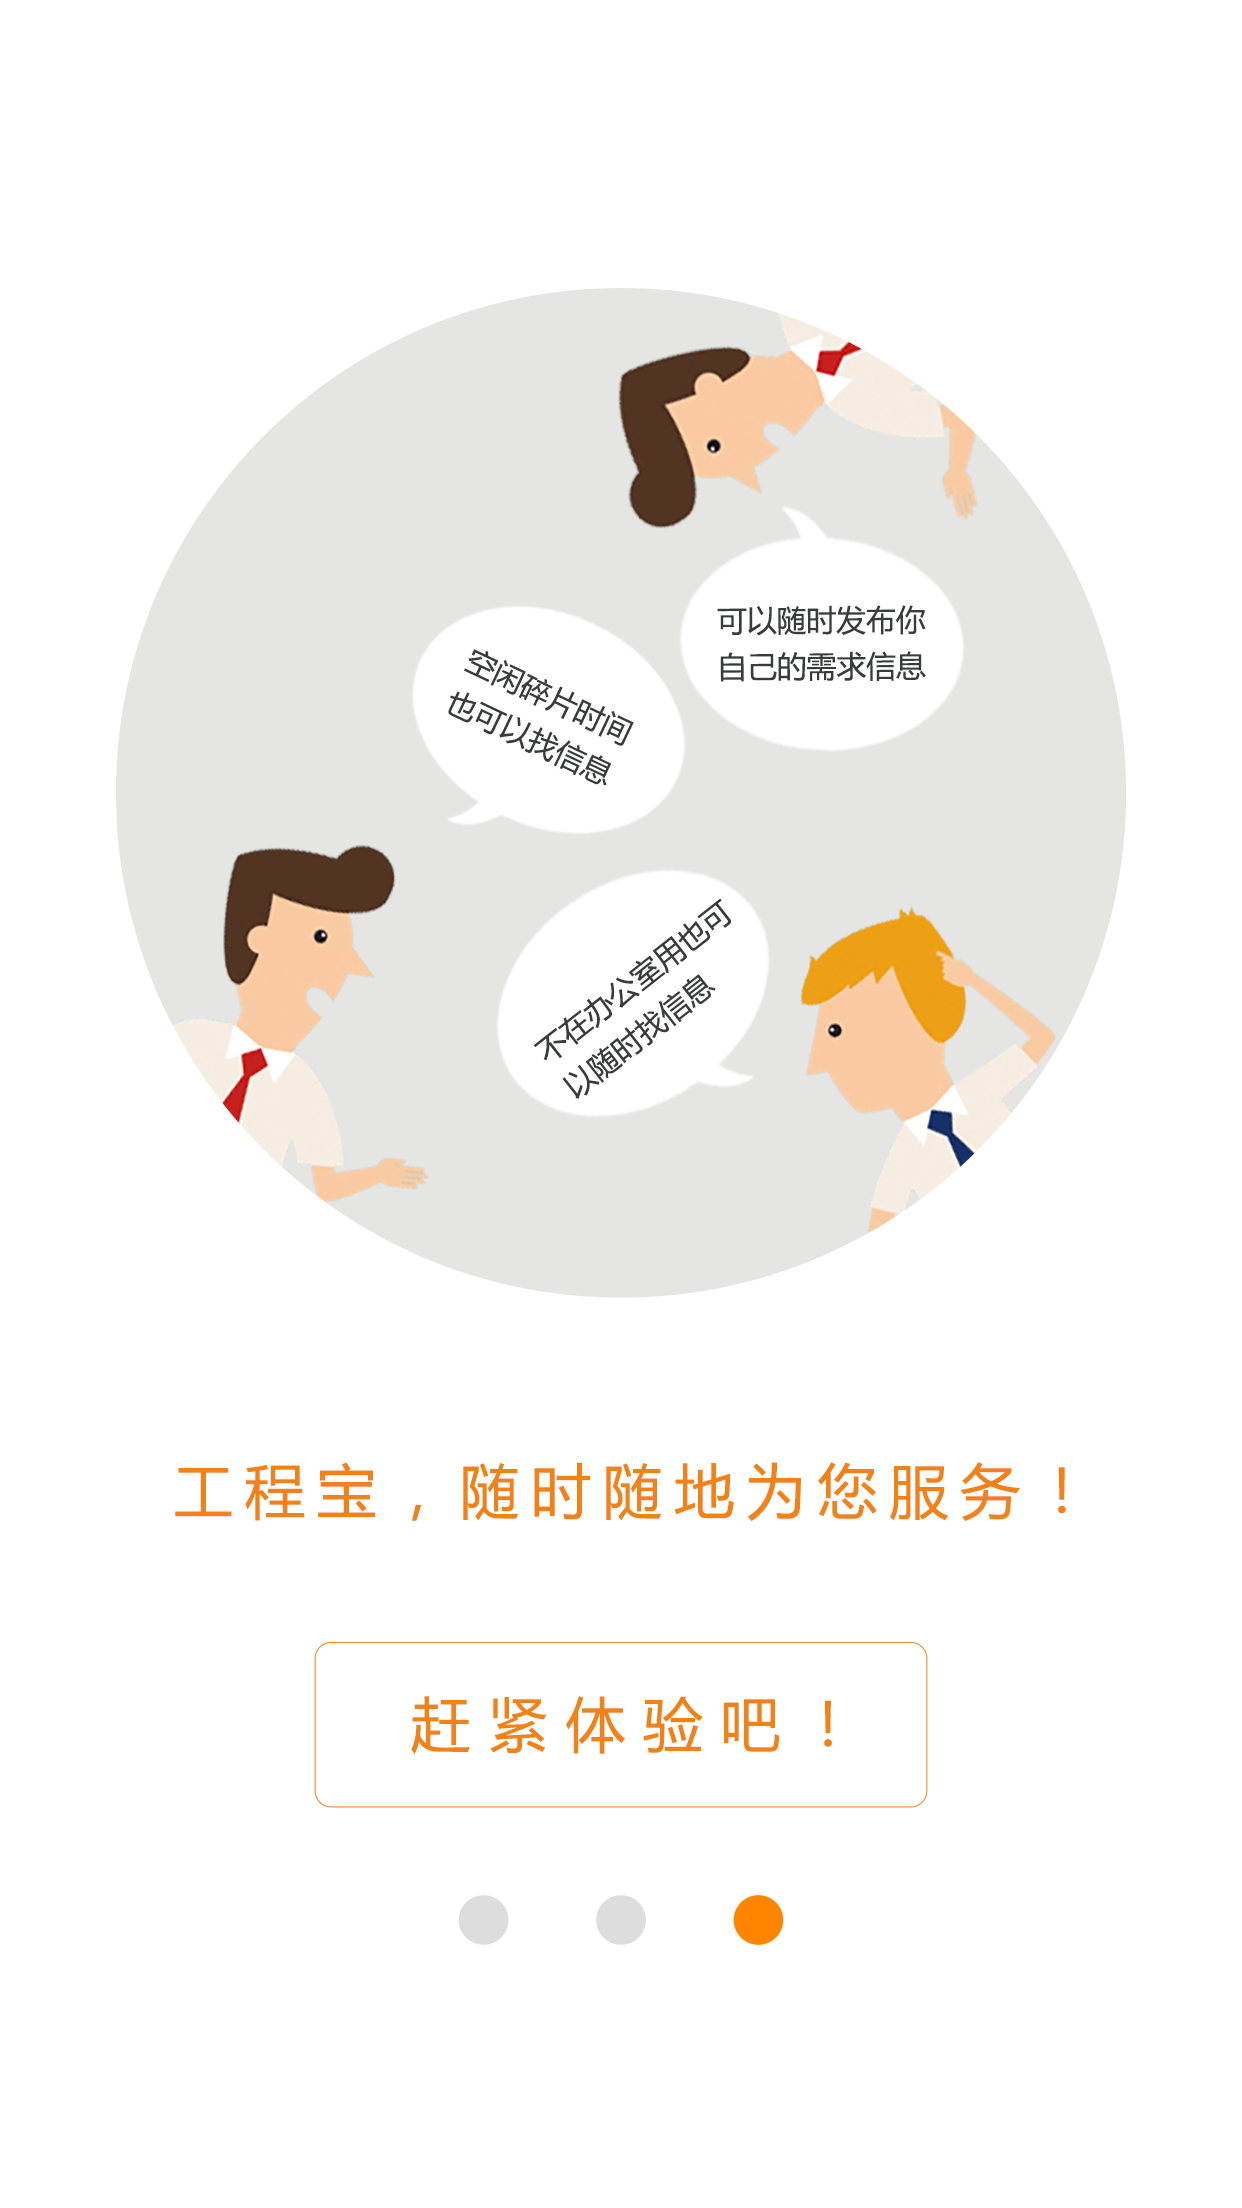 可以随时发布你
自己的需求信息
空闲碎片时间
也可以找信息
不在办公室用也可
以随时找信息
工程宝，随时随地为您服务！
赶紧体验吧！